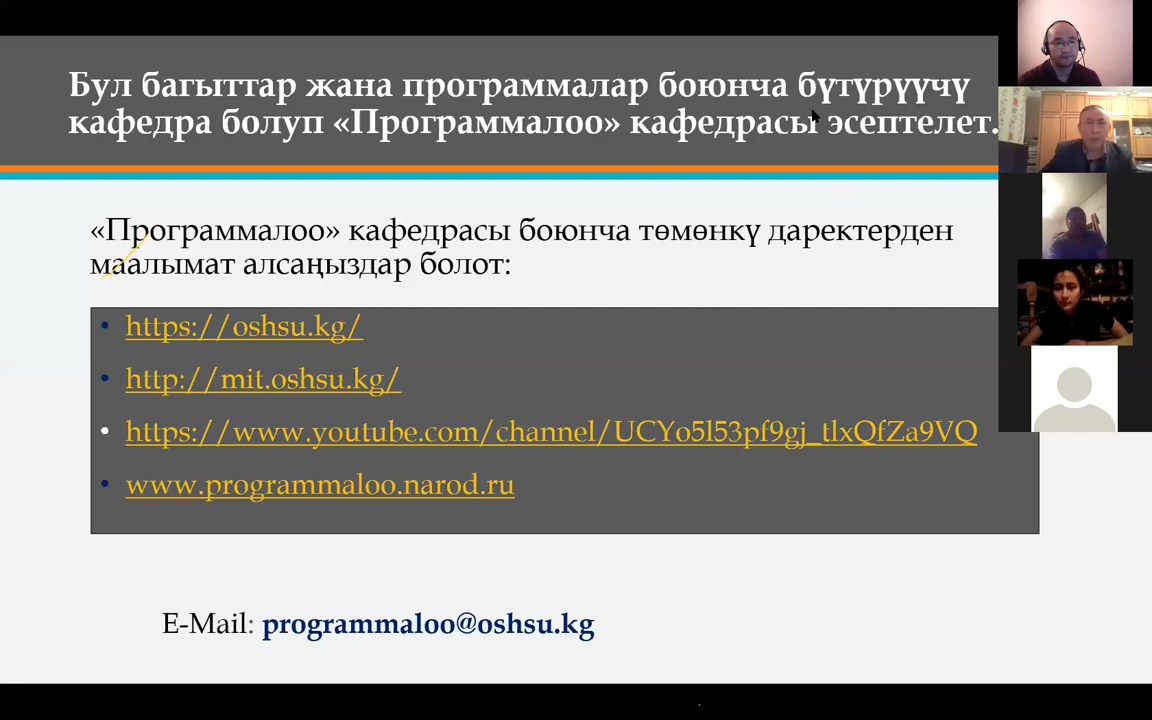 Бул багыттар жана программалар боюнча бүтүрүүчү
кафедра болуп «Программалоо» кафедрасы эсептелет.
«Программалоо» кафедрасы боюнча төмөнкү даректерден
маалымат алсаңыздар болот:
https://oshsu.kg/
http://mit.oshsu.kg/
https://www.youtube.com/channel/UCYo5l53pf9gj_tlxQfZa9VQ
www.programmaloo.narod.ru
E-Mail: programmaloo@oshsu.kg